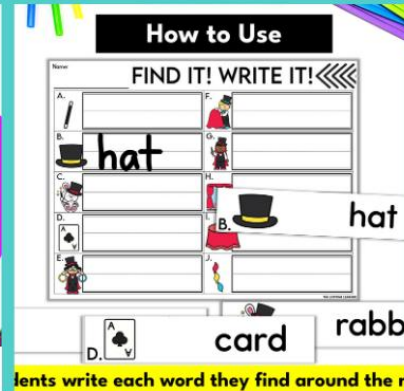 How to Use
Name
FIND IT! WRITE IT!
A.
F.
B.
hat
G.
C.
H.
D.
A
I.
B.
hat
E.
J.
D.
A
card
rabb
dents write each word they find around the r